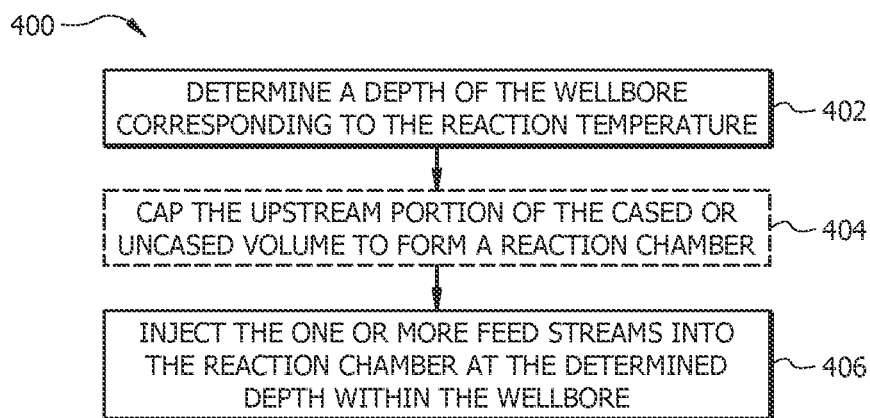 400
DETERMINE A DEPTH OF THE WELLBORE
CORRESPONDING TO THE REACTION TEMPERATURE
402
CAP THE UPSTREAM PORTION OF THE CASED OR
UNCASED VOLUME TO FORM A REACTION CHAMBER
404
INJECT THE ONE OR MORE FEED STREAMS INTO
THE REACTION CHAMBER AT THE DETERMINED
DEPTH WITHIN THE WELLBORE
406